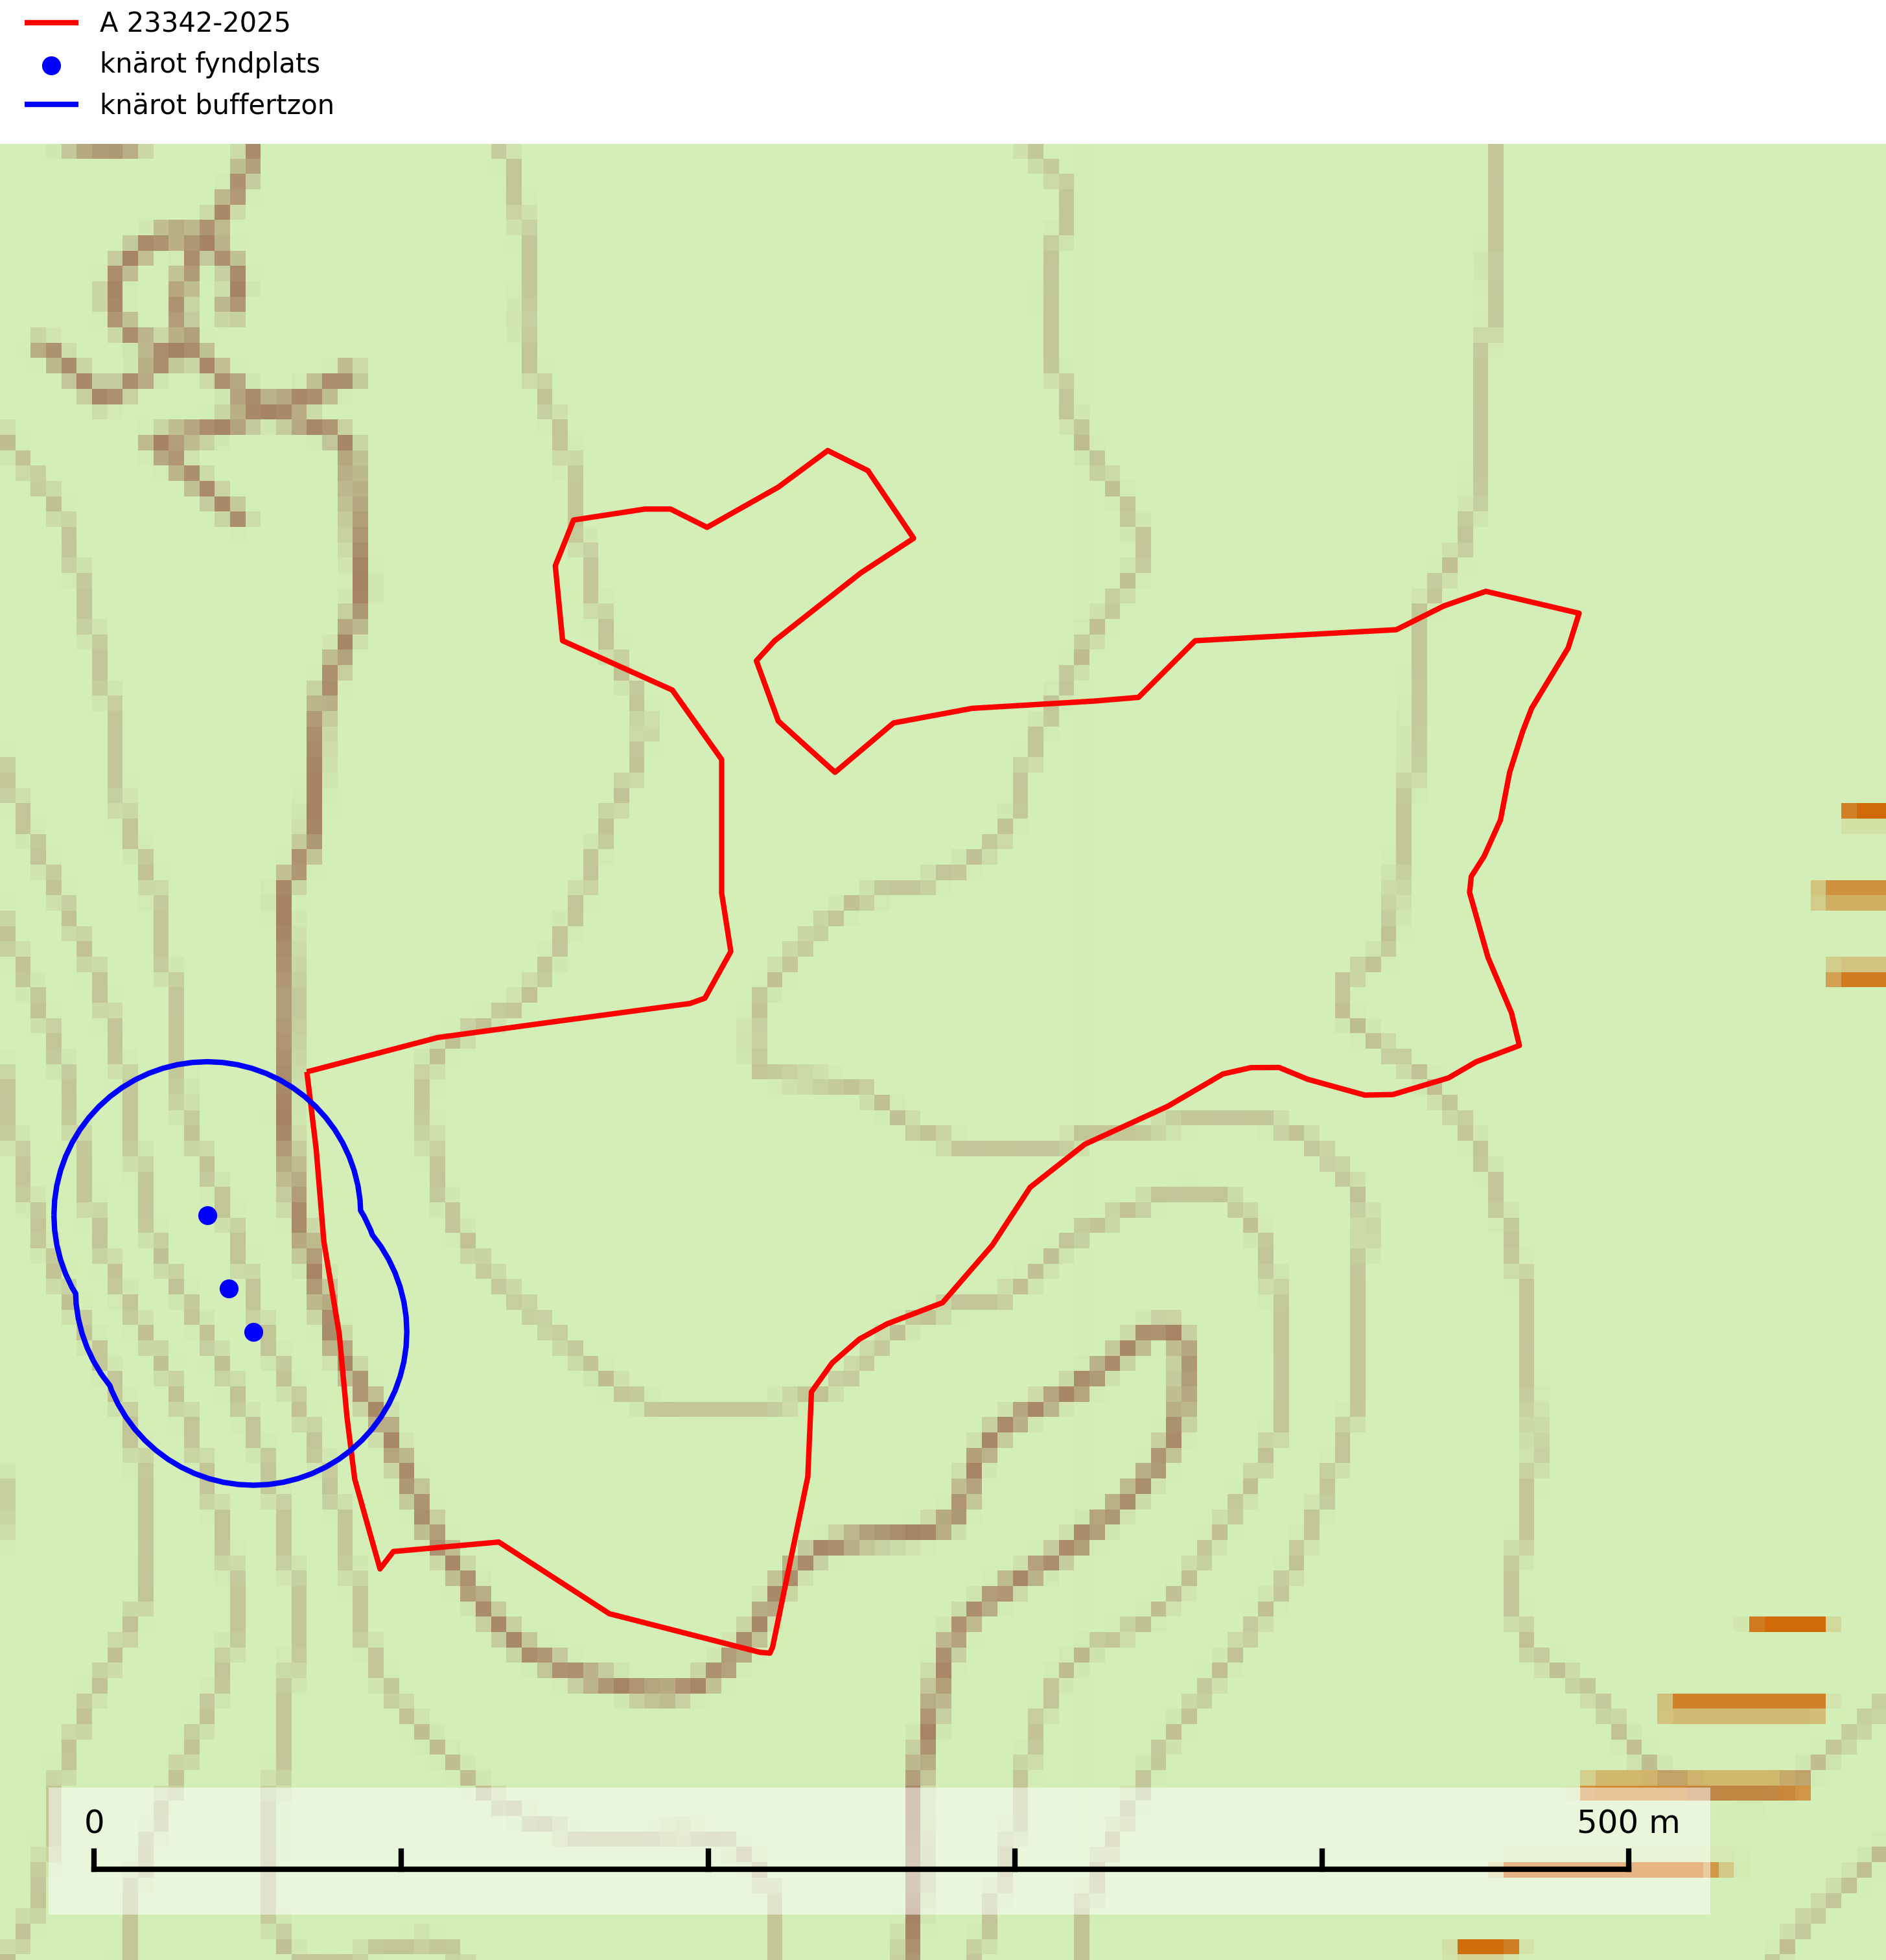 A 23342-2025
knärot fyndplats
knärot buffertzon
0
500 m